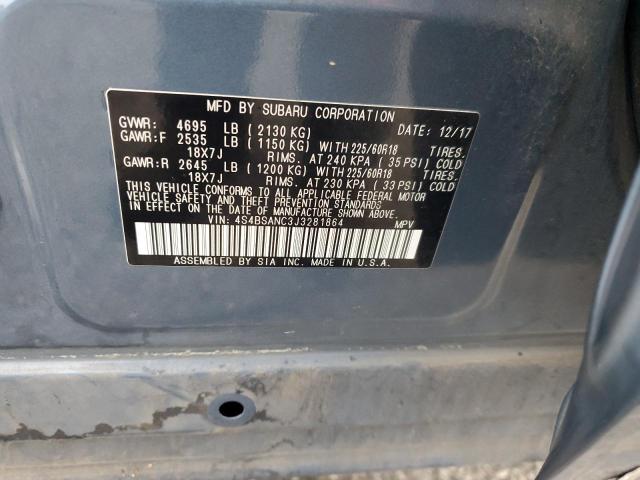 MFD BY SUBARU CORPORATION
GVWR: 4695 LB ( 2130 KG) DATE: 12/17
GAWR:F 2535 LB ( 1150 KG) WITH 225/60R18 TIRES.
18X7J RIMS. AT 240 KPA ( 35 PSI) COLD
GAWR:R 2645 LB ( 1200 KG) WITH 225/60R18 TIRES.
18X7J RIMS. AT 230 KPA ( 33 PSI) COLD
THIS VEHICLE CONFORMS TO ALL APPLICABLE FEDERAL MOTOR
VEHICLE SAFETY AND THEFT PREVENTION STANDARDS
IN EFFECT ON THE DATE OF MANUFACTURE SHOWN ABOVE.
VIN: 4S4BSANC3J3281864 MPV
ASSEMBLED BY SIA INC. MADE IN U.S.A.